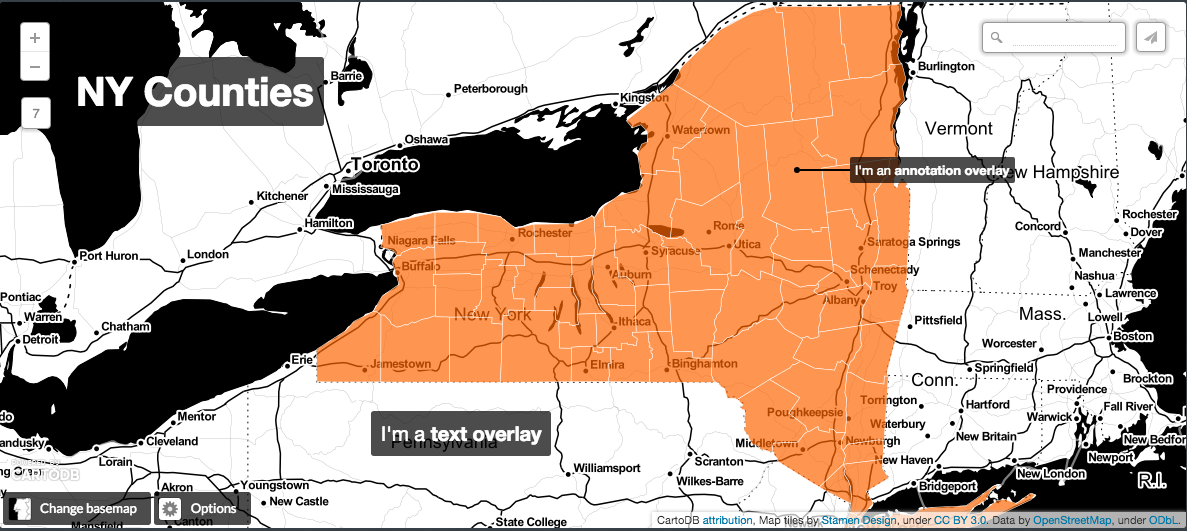 +
−
7
NY Counties
Barrie
Peterborough
Kingston
Oshawa
Toronto
Mississauga
Kitchener
Hamilton
London
Port Huron
Pontiac
Warren
Detroit
Chatham
Watertown
Burlington
Vermont
I'm an annotation overlay
New Hampshire
Niagara Falls
Rochester
Rome
Utica
Syracuse
Buffalo
Auburn
Saratoga Springs
Schenectady
Troy
Albany
New York
Ithaca
Jamestown
Elmira
Binghamton
Erie
Rochester
Dover
Concord
Manchester
Nashua
Lawrence
Lowell
Mass.
Boston
Pittsfield
Worcester
Springfield
Brockton
Conn.
Providence
Torrington
Hartford
Warwick
Fall River
Waterbury
New Britain
New Bedfor
Poughkeepsie
Middletown
Newburgh
New Haven
Newport
New London
Bridgeport
R.I.
I'm a text overlay
Pennsylvania
Mentor
Cleveland
andusky
Lorain
CARTODB
Akron
Youngstown
New Castle
Canton
Mansfield
Williamsport
Scranton
Wilkes-Barre
State College
Change basemap
Options
CartoDB attribution, Map tiles by Stamen Design, under CC BY 3.0. Data by OpenStreetMap, under ODbL...